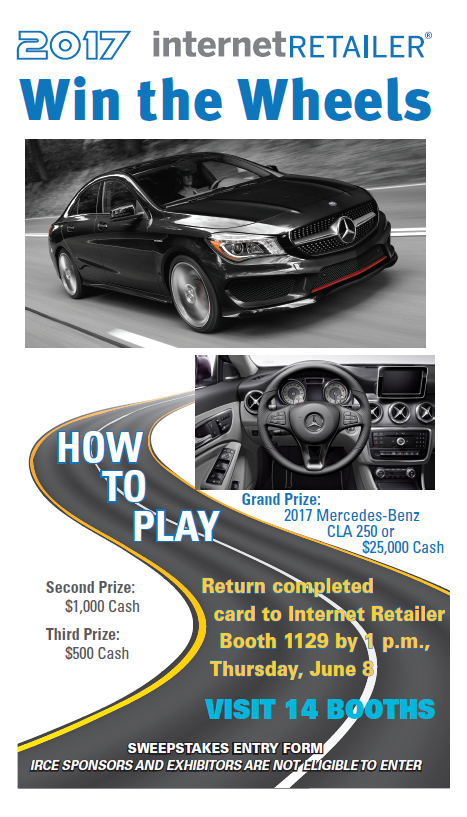 2017 internetRETAILER®
Win the Wheels
HOW
TO
PLAY
Grand Prize:
2017 Mercedes-Benz
CLA 250 or
$25,000 Cash
Second Prize:
$1,000 Cash
Third Prize:
$500 Cash
Return completed
card to Internet Retailer
Booth 1129 by 1 p.m.,
Thursday, June 8
VISIT 14 BOOTHS
SWEEPSTAKES ENTRY FORM
IRCE SPONSORS AND EXHIBITORS ARE NOT ELIGIBLE TO ENTER